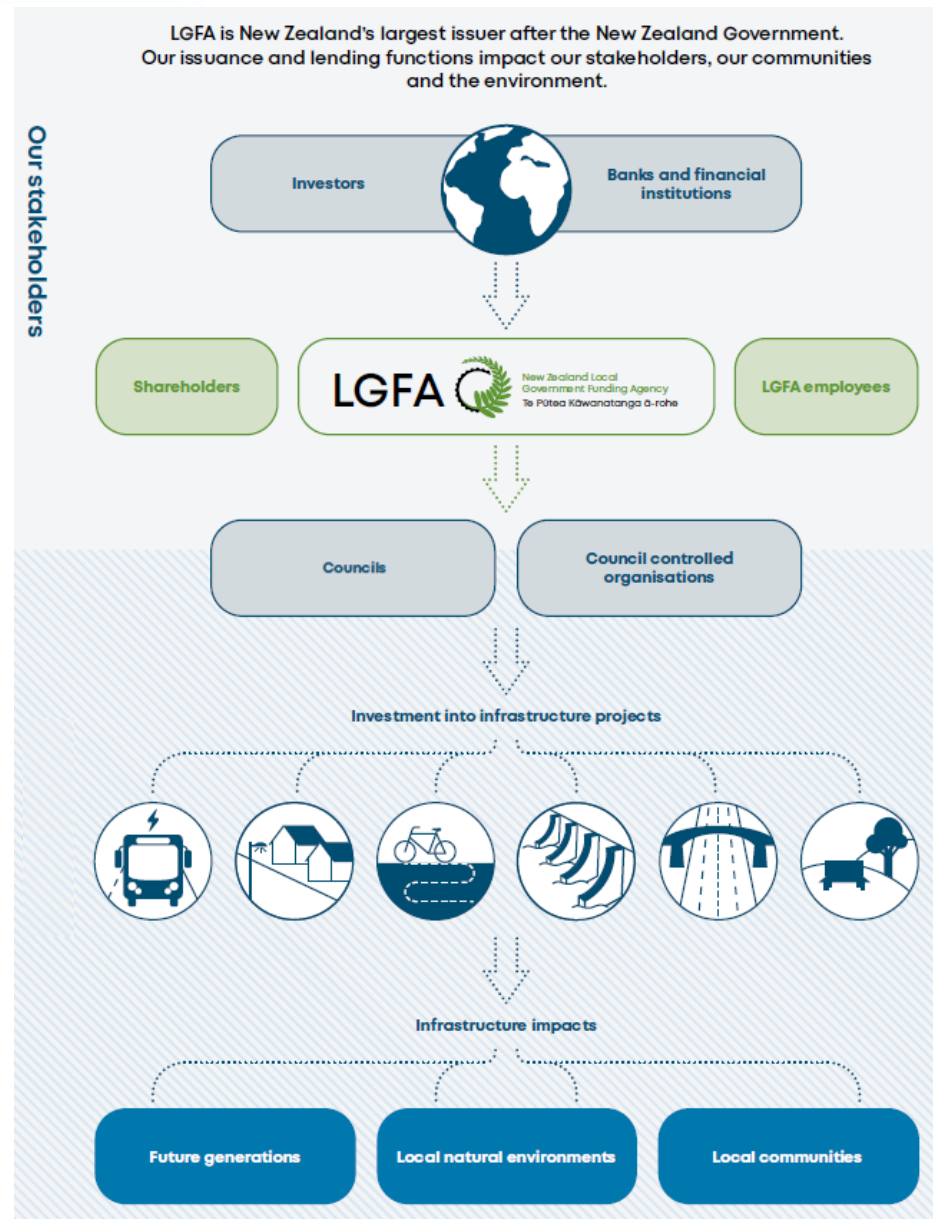 LGFA is New Zealand's largest issuer after the New Zealand Government.
Our issuance and lending functions impact our stakeholders, our communities
and the environment.
Our stakeholders
Investors
Banks and financial
institutions
Shareholders
LGFA
New Zealand Local
Government Funding Agency
Te Pūtea Kāwanatanga ā-rohe
LGFA employees
Councils
Council controlled
organisations
Investment into infrastructure projects
Infrastructure impacts
Future generations
Local natural environments
Local communities